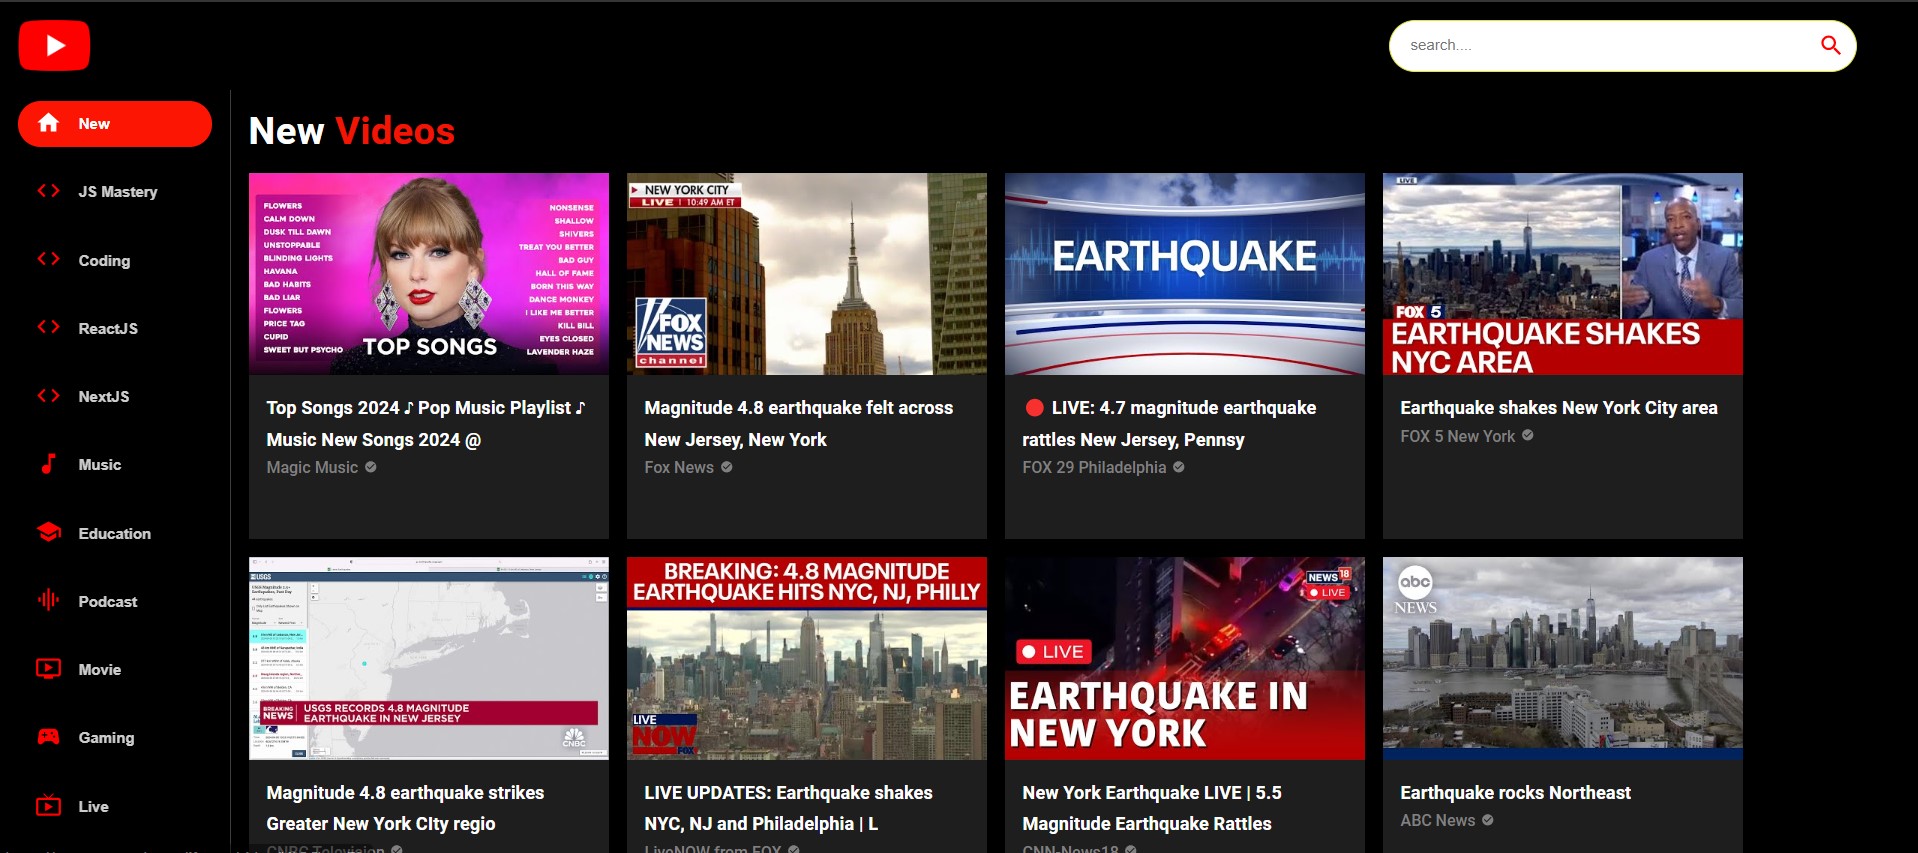 search....
New
JS Mastery
Coding
ReactJS
NextJS
Music
Education
Podcast
Movie
Gaming
Live
New Videos
FLOWERS
CALM DOWN
DUSK TILL DAWN
UNSTOPPABLE
BLINDING LIGHTS
HAVANA
BAD HABITS
BAD LIAR
FLOWERS
PRICE TAG
CUPID
SWEET BUT PSYCHO
NONSENSE
SHALLOW
SHIVERS
TREAT YOU BETTER
BAD GUY
HALL OF FAME
BORN THIS WAY
DANCE MONKEY
I LIKE ME BETTER
KILL BILL
EYES CLOSED
LAVENDER HAZE
TOP SONGS
Top Songs 2024 ♪ Pop Music Playlist ♪
Music New Songs 2024 @
Magic Music
NEW YORK CITY
LIVE | 10:49 AM ET
FOX
NEWS
channel
Magnitude 4.8 earthquake felt across
New Jersey, New York
Fox News
EARTHQUAKE
🔴 LIVE: 4.7 magnitude earthquake
rattles New Jersey, Pennsy
FOX 29 Philadelphia
LIVE
FOX 5
EARTHQUAKE SHAKES
NYC AREA
Earthquake shakes New York City area
FOX 5 New York
USGS
BREAKING
NEWS
USGS RECORDS 4.8 MAGNITUDE
EARTHQUAKE IN NEW JERSEY
CNBC
Magnitude 4.8 earthquake strikes
Greater New York CIty regio
CNBC Television
BREAKING: 4.8 MAGNITUDE
EARTHQUAKE HITS NYC, NJ, PHILLY
LIVE
NOW
FOX
LIVE UPDATES: Earthquake shakes
NYC, NJ and Philadelphia | L
LiveNOW from FOX
NEWS 18
LIVE
LIVE
EARTHQUAKE IN
NEW YORK
New York Earthquake LIVE | 5.5
Magnitude Earthquake Rattles
CNN-News18
abc
NEWS
Earthquake rocks Northeast
ABC News